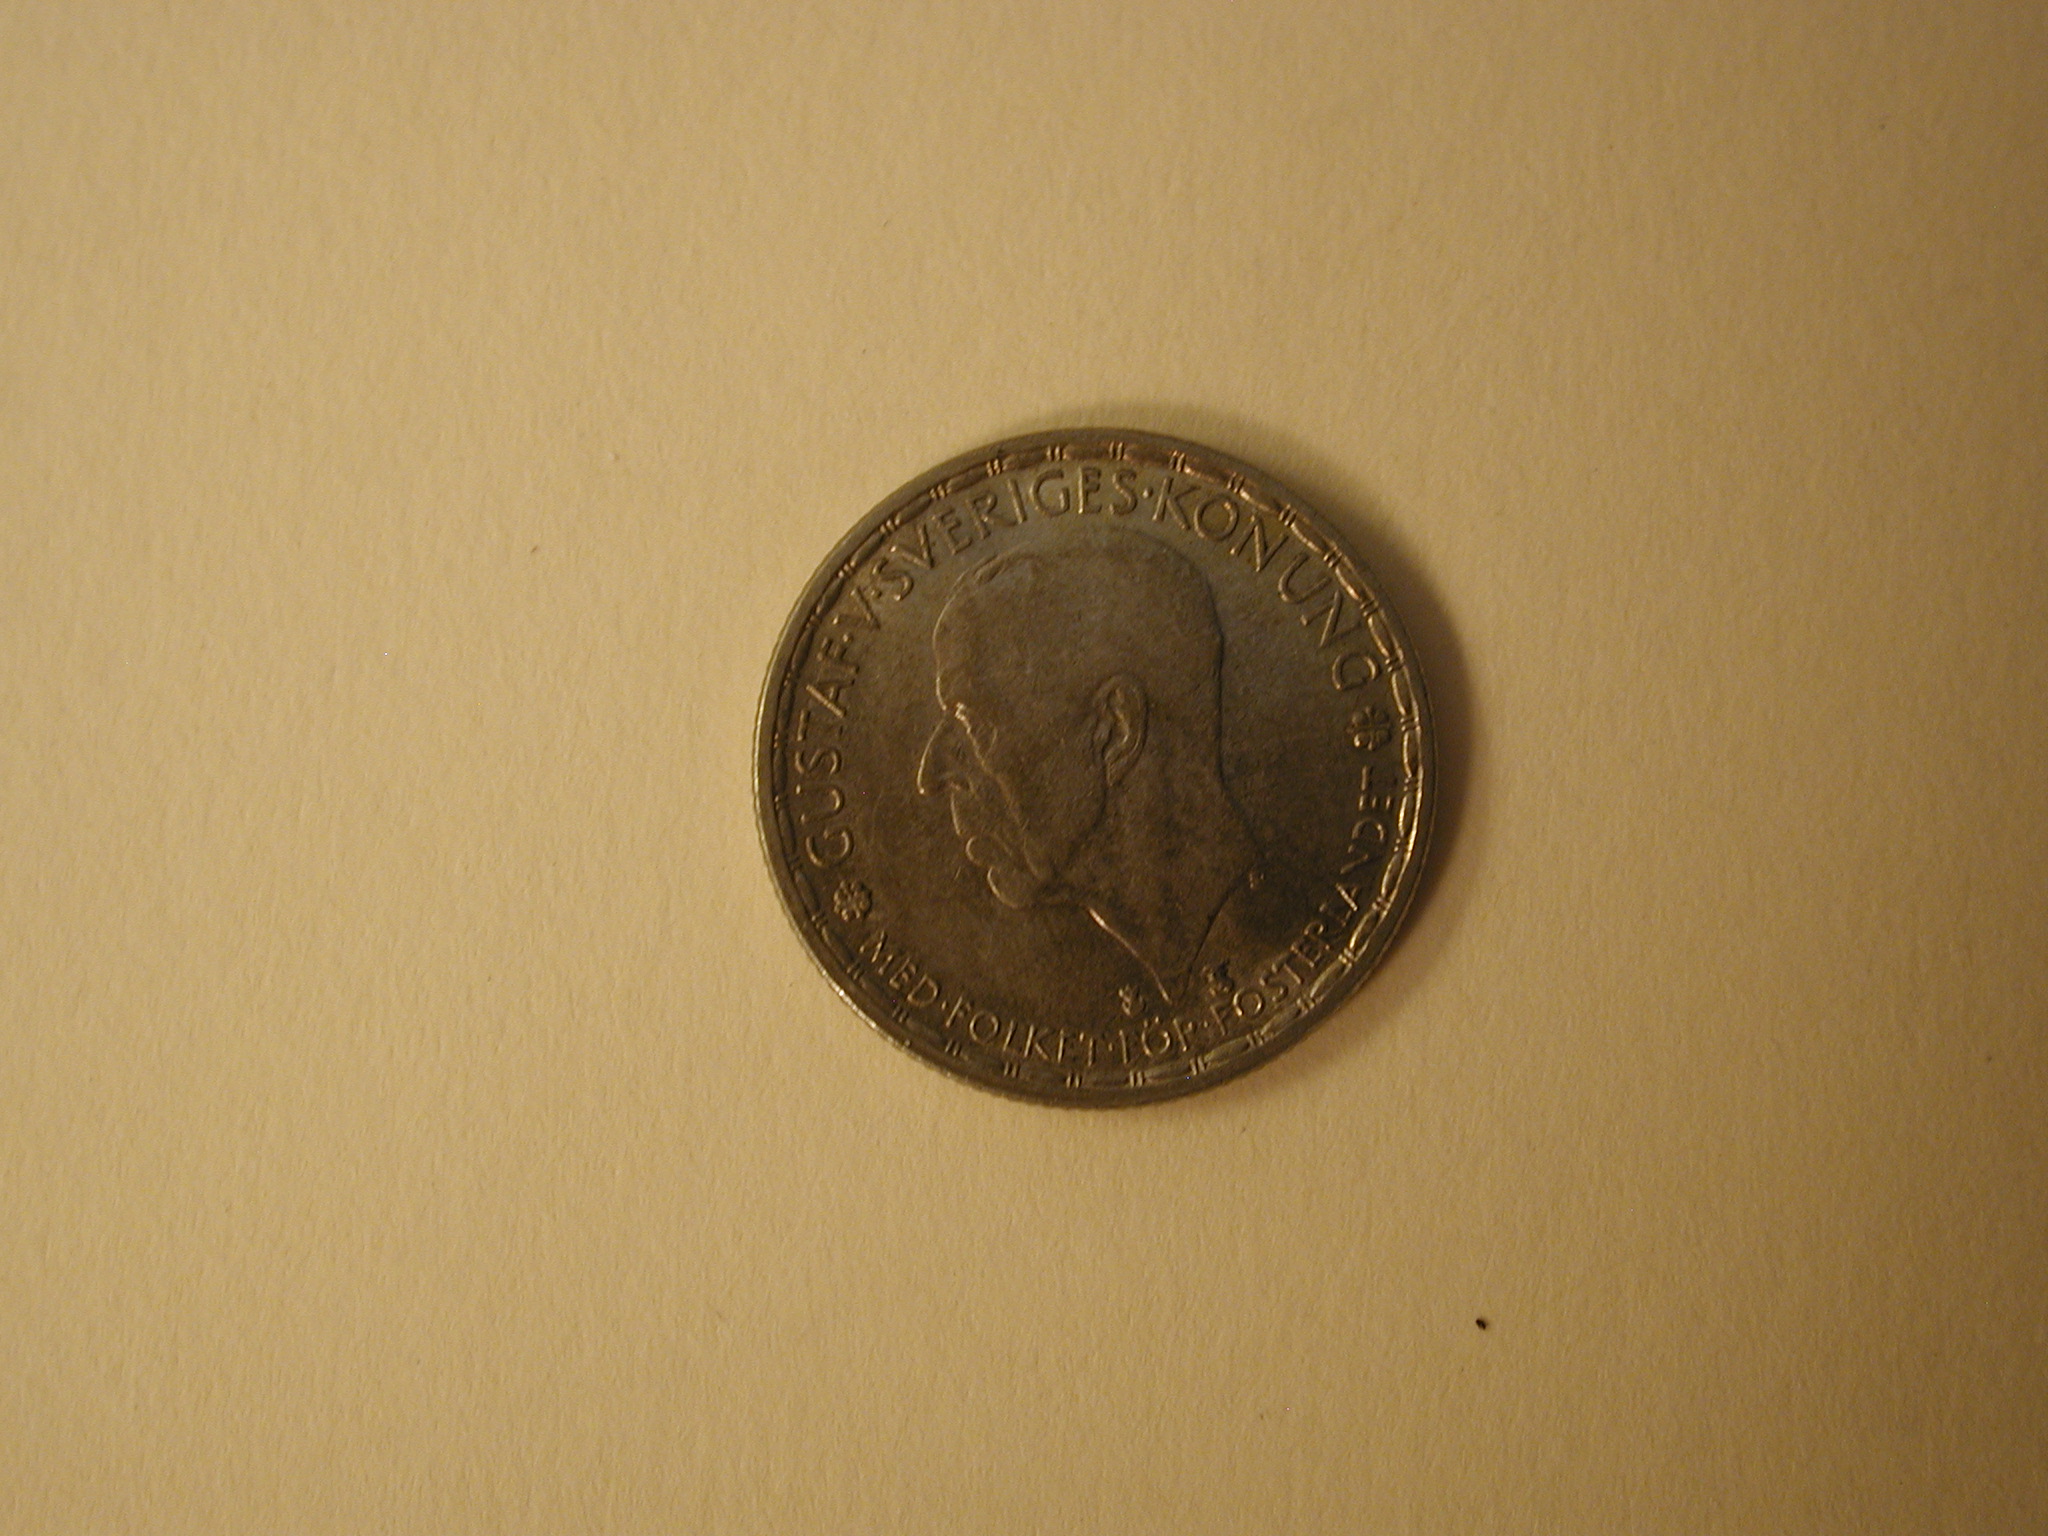 GUSTAF·V·SVERIGES·KONUNG
MED·FOLKET·FÖR·FOSTERLANDET